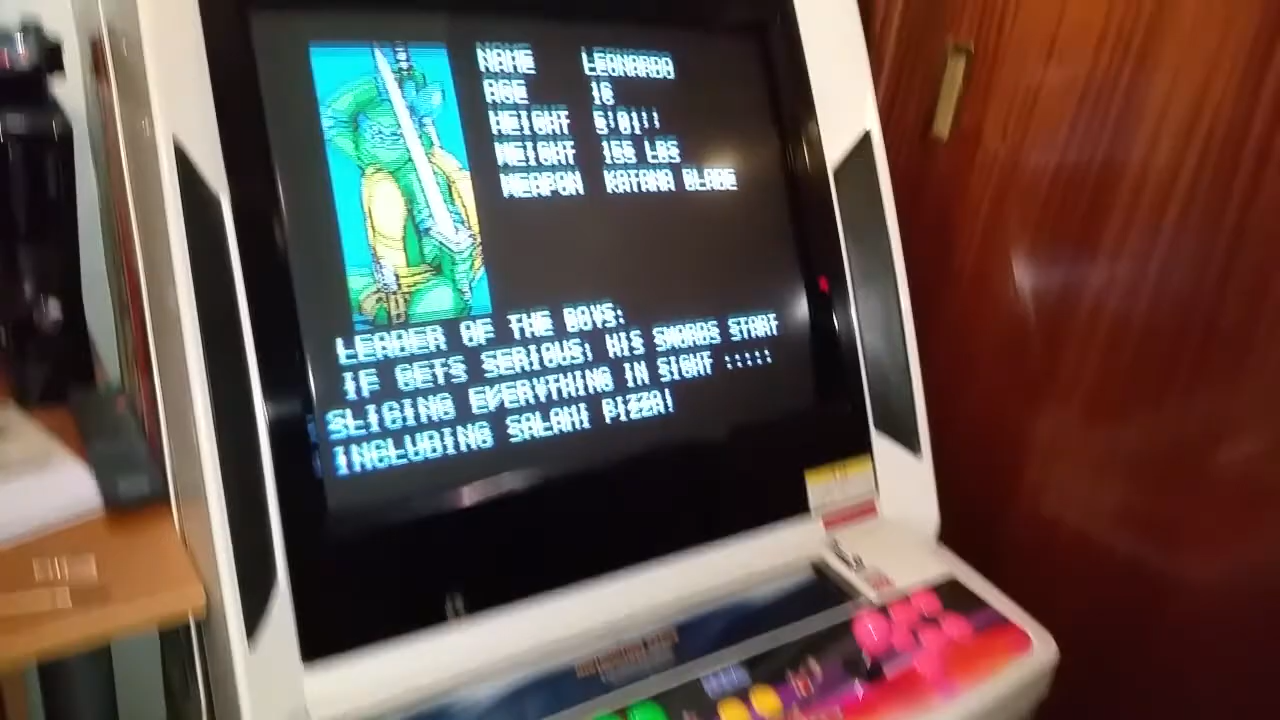 NAME LEONARDO
AGE 16
HEIGHT 5'01''
WEIGHT 155 LBS
WEAPON KATANA BLADE
LEADER OF THE BOYS:
IF GETS SERIOUS, HIS SWORDS START
SLICING EVERYTHING IN SIGHT .....
INCLUDING SALAMI PIZZA!